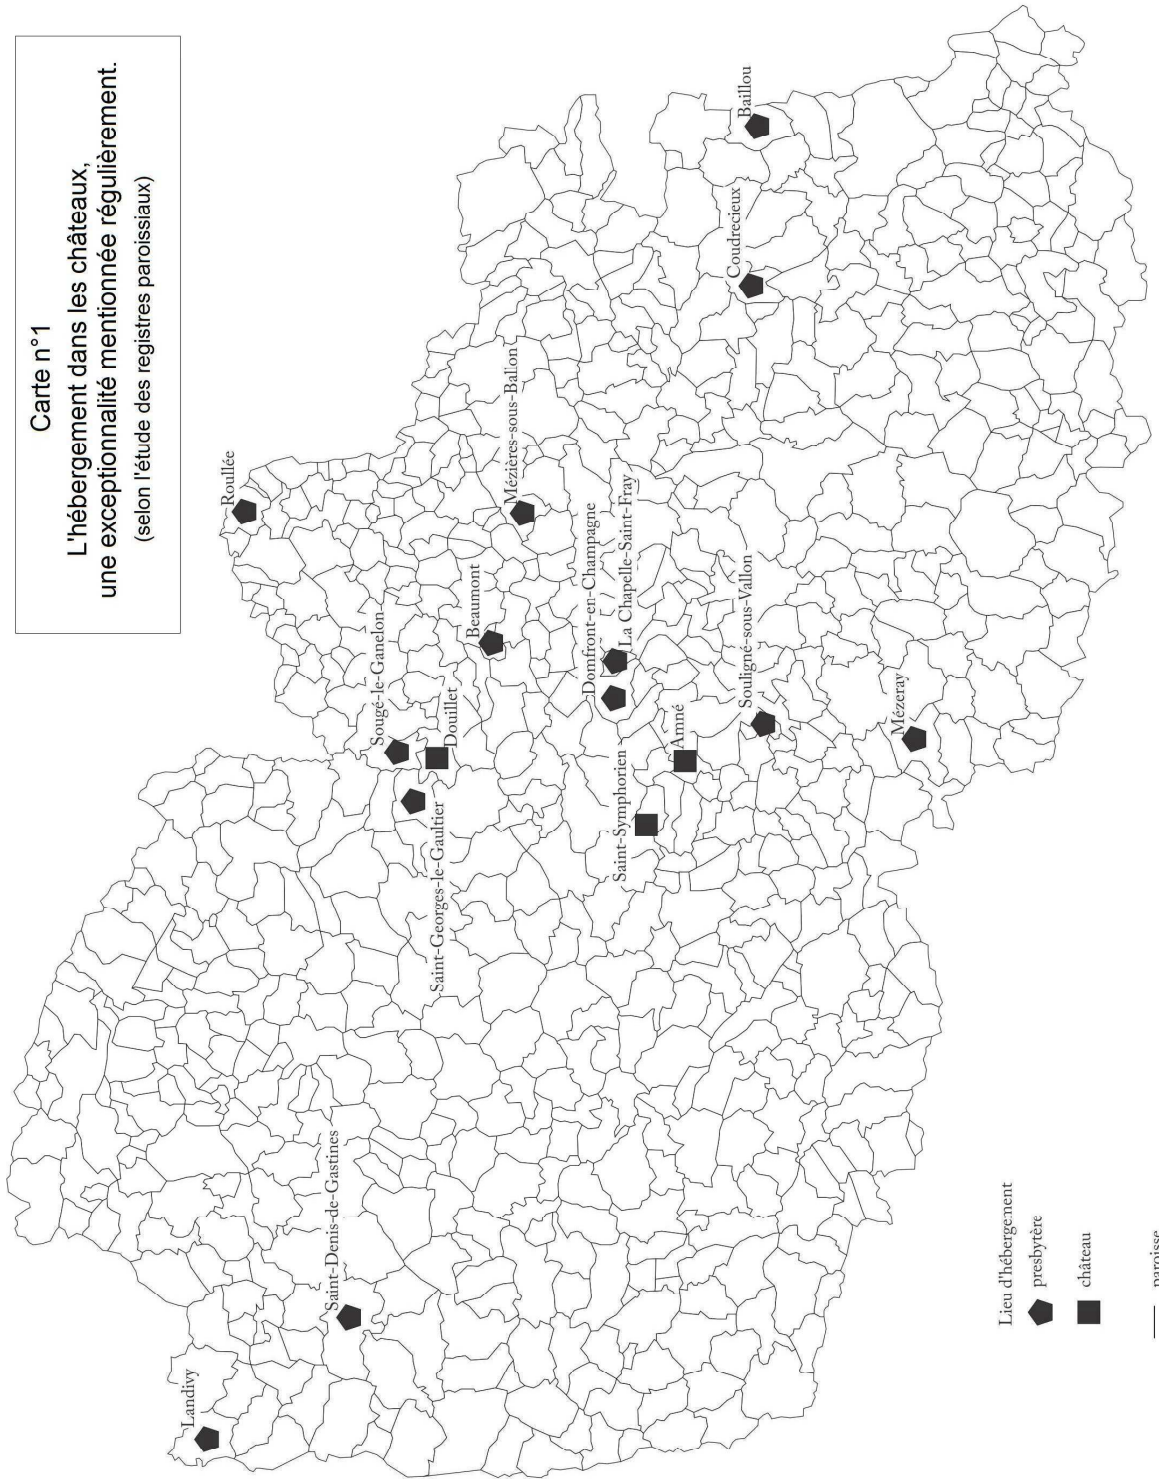 Carte n°1
L'hébergement dans les châteaux,
une exceptionnalité mentionnée régulièrement.
(selon l'étude des registres paroissiaux)
Landivy
Saint-Denis-de-Gastines
Saint-Georges-le-Gaultier
Sougé-le-Ganelon
Douillet
Roullée
Beaumont
Mézières-sous-Ballon
Domfront-en-Champagne
La Chapelle-Saint-Fray
Saint-Symphorien
Amné
Souligné-sous-Vallon
Mézeray
Coudrecieux
Baillou
Lieu d'hébergement
presbytère
château
paroisse